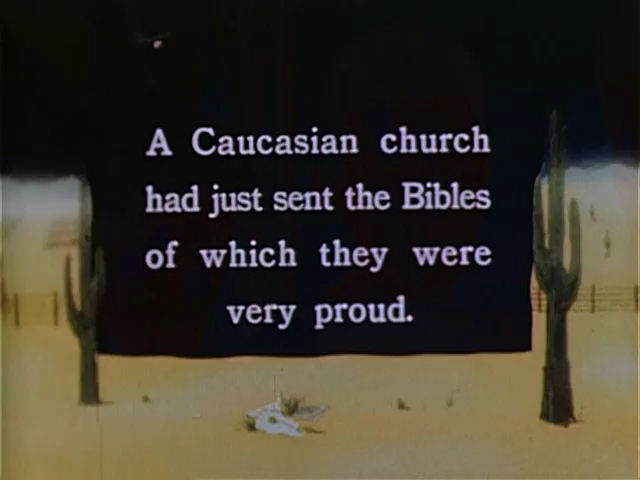 A Caucasian church
had just sent the Bibles
of which they were
very proud.